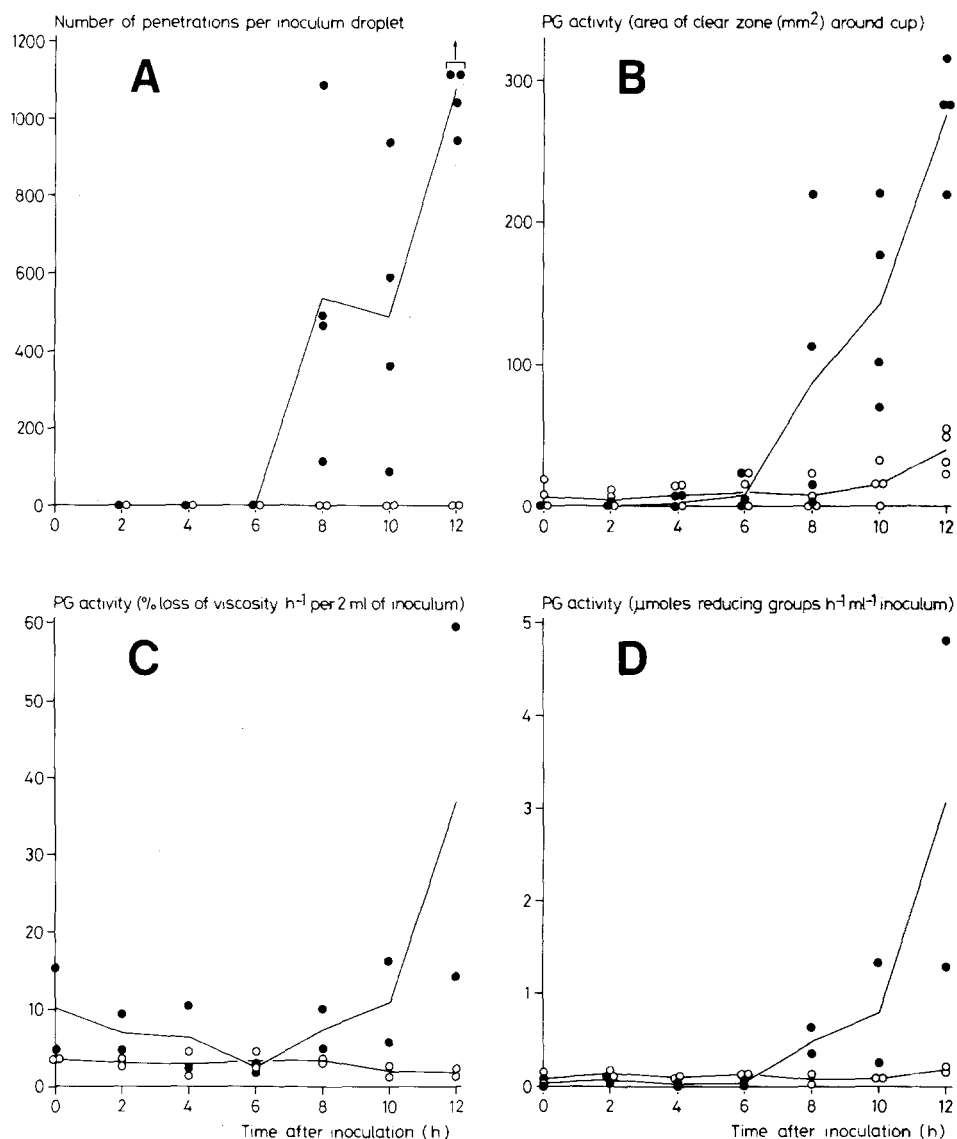 Number of penetrations per inoculum droplet
A
1200
1000
800
600
400
200
0
0 2 4 6 8 10 12
PG activity (area of clear zone (mm²) around cup)
B
300
200
100
0
0 2 4 6 8 10 12
PG activity (% loss of viscosity h⁻¹ per 2 ml of inoculum)
C
60
50
40
30
20
10
0
0 2 4 6 8 10 12
Time after inoculation (h)
PG activity (μmoles reducing groups h⁻¹ ml⁻¹ inoculum)
D
5
4
3
2
1
0
0 2 4 6 8 10 12
Time after inoculation (h)